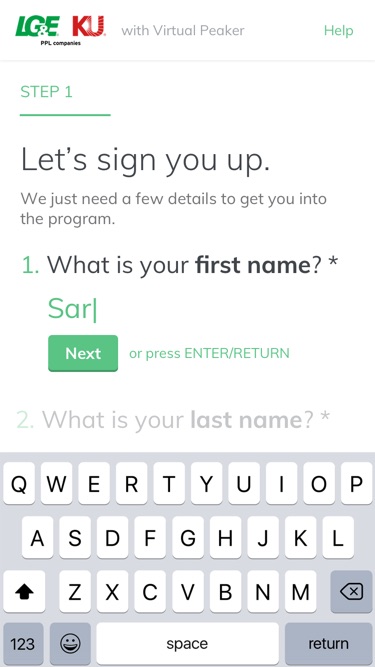 LG&E KU
PPL companies
with Virtual Peaker
Help
STEP 1
Let's sign you up.
We just need a few details to get you into
the program.
1. What is your first name? *
Sar
Next or press ENTER/RETURN
2. What is your last name? *
Q W E R T Y U I O P
A S D F G H J K L
Z X C V B N M
123 space return